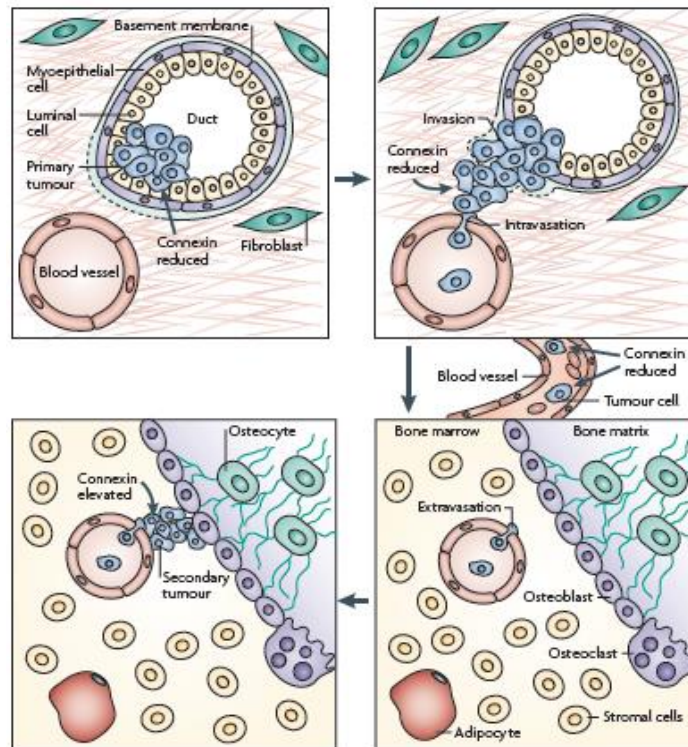 Basement membrane
Myoepithelial
cell
Luminal
cell
Duct
Primary
tumour
Connexin
reduced
Fibroblast
Blood vessel
Invasion
Connexin
reduced
Intravasation
Blood vessel
Connexin
reduced
Tumour cell
Osteocyte
Connexin
elevated
Secondary
tumour
Bone marrow
Bone matrix
Extravasation
Osteoblast
Osteoclast
Stromal cells
Adipocyte